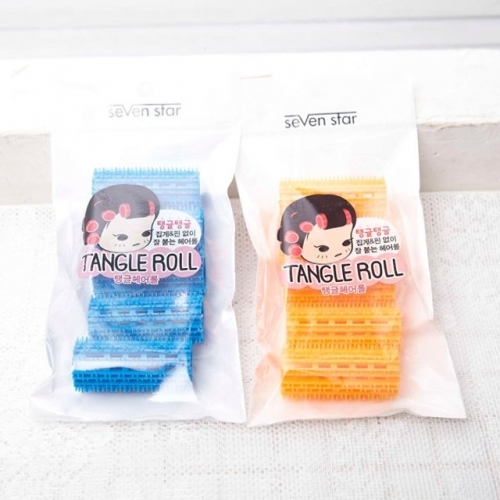 seven star
탱글탱글
집게&핀 없이
잘 붙는 헤어롤
TANGLE ROLL
탱글헤어롤
seven star
탱글탱글
집게&핀 없이
잘 붙는 헤어롤
TANGLE ROLL
탱글헤어롤